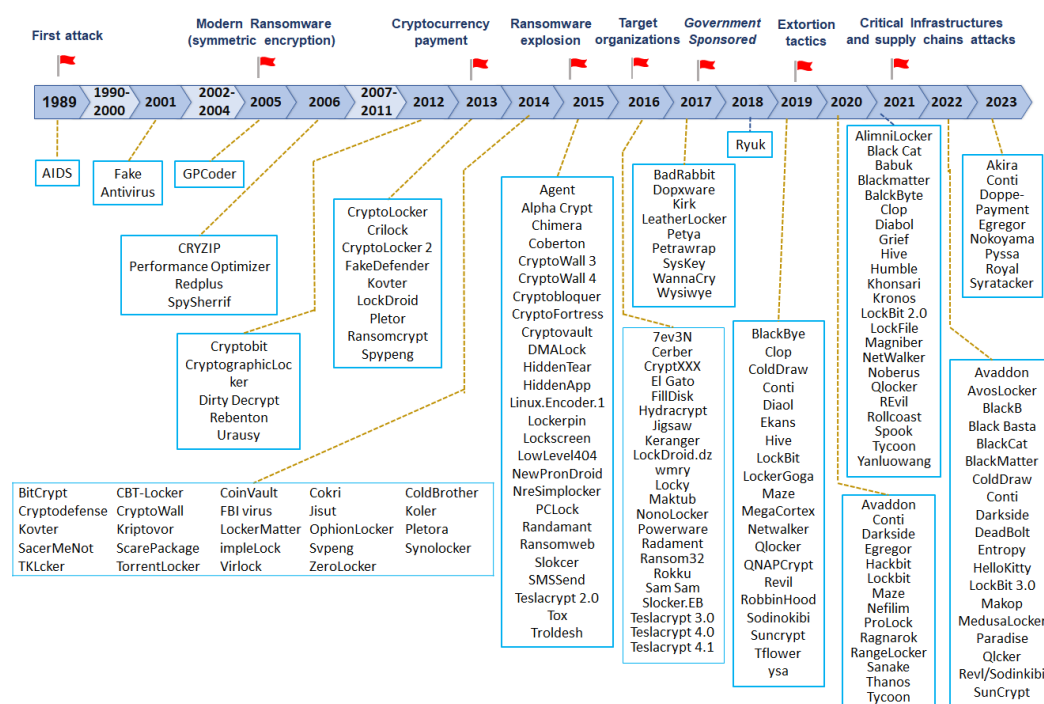 First attack
Modern Ransomware
(symmetric encryption)
Cryptocurrency
payment
Ransomware
explosion
Target
organizations
Government
Sponsored
Extortion
tactics
Critical Infrastructures
and supply chains attacks
1989
1990-
2000
2001
2002-
2004
2005
2006
2007-
2011
2012
2013
2014
2015
2016
2017
2018
2019
2020
2021
2022
2023
AIDS
Fake
Antivirus
GPCoder
CRYZIP
Performance Optimizer
Redplus
SpySherrif
Cryptobit
CryptographicLoc
ker
Dirty Decrypt
Rebenton
Urausy
CryptoLocker
Crilock
CryptoLocker 2
FakeDefender
Kovter
LockDroid
Pletor
Ransomcrypt
Spypeng
BitCrypt CBT-Locker CoinVault Cokri ColdBrother
Cryptodefense CryptoWall FBI virus Jisut Koler
Kovter Kriptovor LockerMatter OphionLocker Pletora
SacerMeNot ScarePackage impleLock Svpeng Synolocker
TKLcker TorrentLocker Virlock ZeroLocker
Agent
Alpha Crypt
Chimera
Coberton
CryptoWall 3
CryptoWall 4
Cryptobloquer
CryptoFortress
Cryptovault
DMALock
HiddenTear
HiddenApp
Linux.Encoder.1
Lockerpin
Lockscreen
LowLevel404
NewPronDroid
NreSimplocker
PCLock
Randamant
Ransomweb
Slokcer
SMSSend
Teslacrypt 2.0
Tox
Troldesh
7ev3N
Cerber
CryptXXX
El Gato
FillDisk
Hydracrypt
Jigsaw
Keranger
LockDroid.dz
wmry
Locky
Maktub
NonoLocker
Powerware
Radament
Ransom32
Rokku
Sam Sam
Slocker.EB
Teslacrypt 3.0
Teslacrypt 4.0
Teslacrypt 4.1
BadRabbit
Dopxware
Kirk
LeatherLocker
Petya
Petrawrap
SysKey
WannaCry
Wysiwye
Ryuk
BlackBye
Clop
ColdDraw
Conti
Diaol
Ekans
Hive
LockBit
LockerGoga
Maze
MegaCortex
Netwalker
Qlocker
QNAPCrypt
Revil
RobbinHood
Sodinokibi
Suncrypt
Tflower
ysa
Avaddon
Conti
Darkside
Egregor
Hackbit
Lockbit
Maze
Nefilim
ProLock
Ragnarok
RangeLocker
Sanake
Thanos
Tycoon
AlimniLocker
Black Cat
Babuk
Blackmatter
BalckByte
Clop
Diabol
Grief
Hive
Humble
Khonsari
Kronos
LockBit 2.0
LockFile
Magniber
NetWalker
Noberus
Qlocker
REvil
Rollcoast
Spook
Tycoon
Yanluowang
Avaddon
AvosLocker
BlackB
Black Basta
BlackCat
BlackMatter
ColdDraw
Conti
Darkside
DeadBolt
Entropy
HelloKitty
LockBit 3.0
Makop
MedusaLocker
Paradise
Qlcker
Revl/Sodinkibi
SunCrypt
Akira
Conti
Doppe-
Payment
Egregor
Nokoyama
Pyssa
Royal
Syratacker